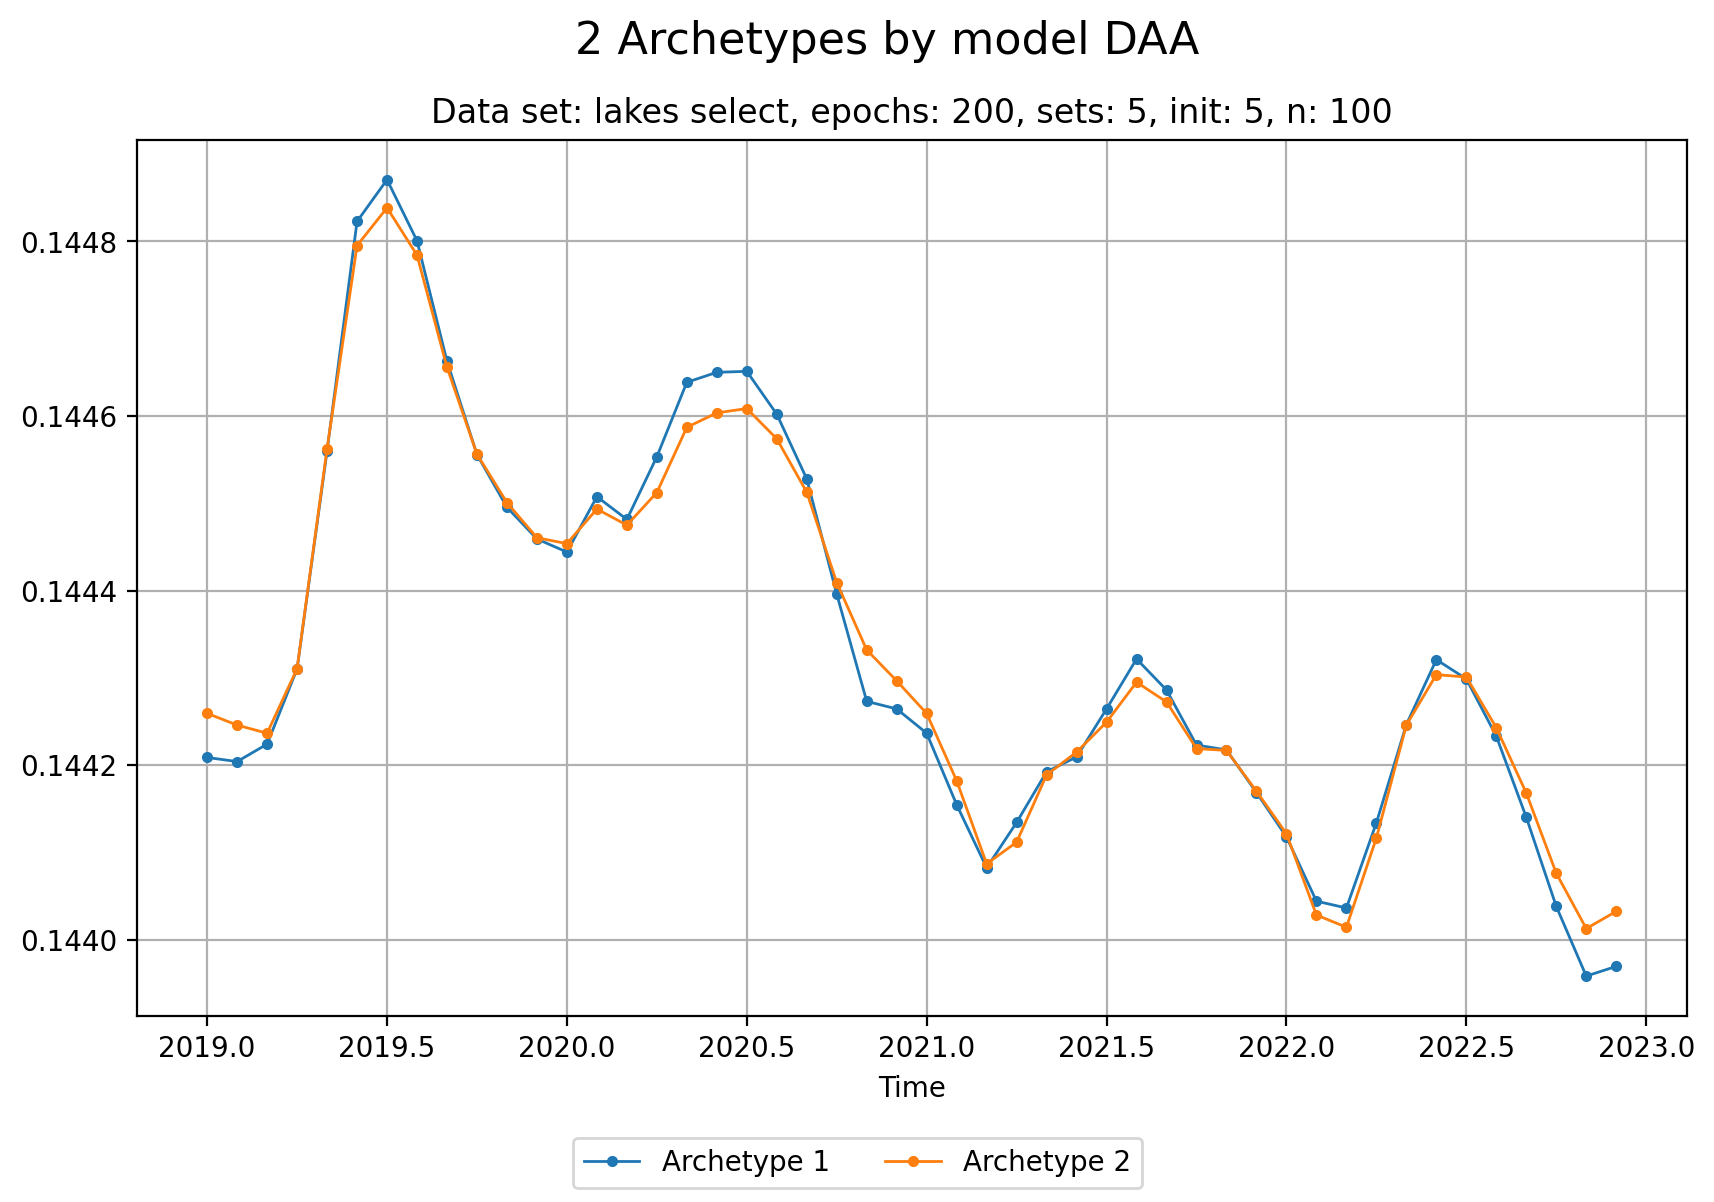 2 Archetypes by model DAA
Data set: lakes select, epochs: 200, sets: 5, init: 5, n: 100
0.1448
0.1446
0.1444
0.1442
0.1440
2019.0 2019.5 2020.0 2020.5 2021.0 2021.5 2022.0 2022.5 2023.0
Time
Archetype 1 Archetype 2